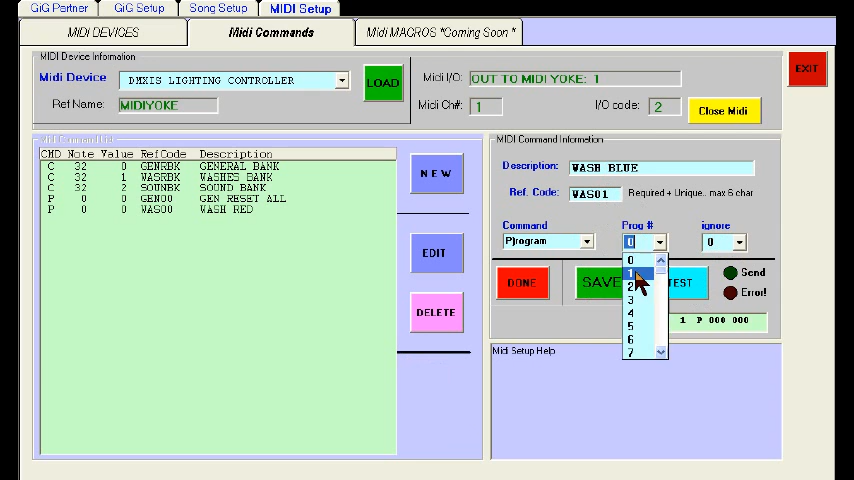 GiG Partner GiG Setup Song Setup MIDI Setup
MIDI DEVICES Midi Commands Midi MACROS *Coming Soon *
MIDI Device Information
Midi Device DMXIS LIGHTING CONTROLLER LOAD
Ref Name: MIDIYOKE
Midi I/O: OUT TO MIDI YOKE: 1
Midi Ch#: 1 I/O code: 2 Close Midi
EXIT
CMD Note Value RefCode Description
C 32 0 GENRBK GENERAL BANK
C 32 1 WASRBK WASHES BANK
C 32 2 SOUNBK SOUND BANK
P 0 0 GEN00 GEN RESET ALL
P 0 0 WAS00 WASH RED
NEW
EDIT
DELETE
MIDI Command Information
Description: WASH BLUE
Ref. Code: WAS01 Required + Unique.. max 6 char
Command Prog # ignore
P)rogram 0 0
0
1
2
3
4
5
6
7
DONE SAVE TEST Send
Error!
1 P 000 000
Midi Setup Help